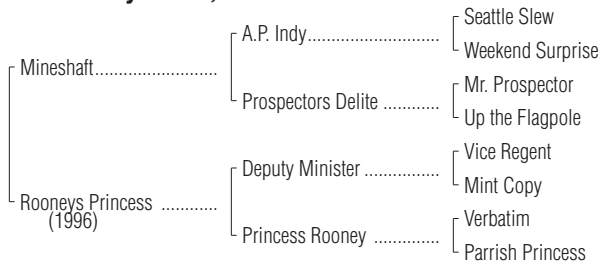 Seattle Slew
A.P. Indy........................
Weekend Surprise
Mineshaft..........................
Mr. Prospector
Prospectors Delite ............
Up the Flagpole
Vice Regent
Deputy Minister ................
Mint Copy
Rooneys Princess ............
(1996)
Verbatim
Princess Rooney ..............
Parrish Princess